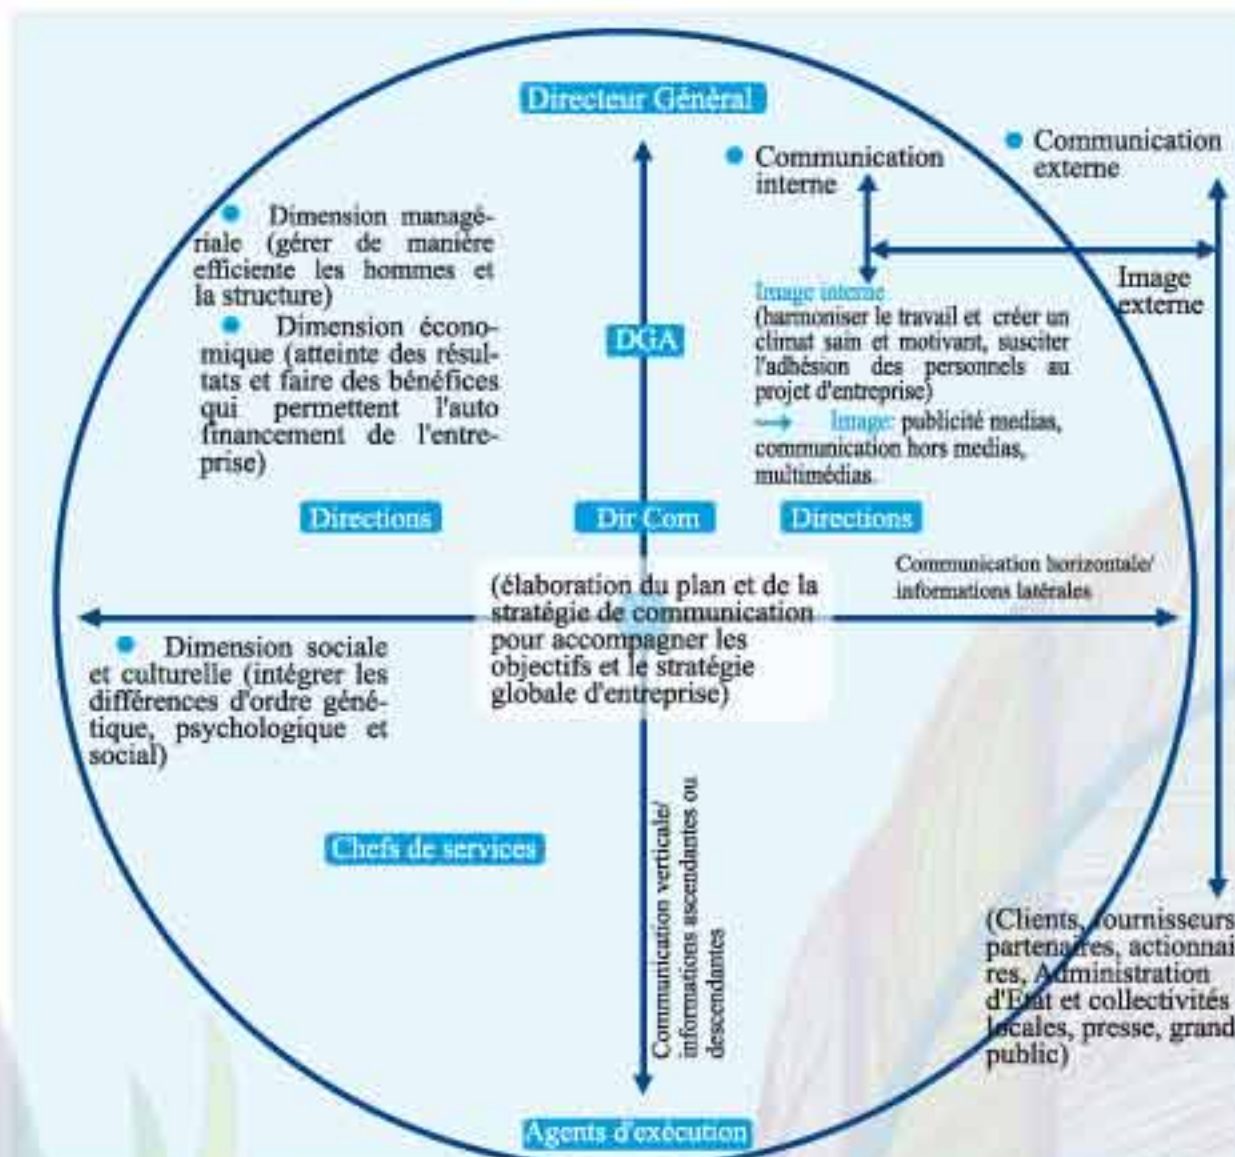 Directeur Général
● Communication
interne
● Communication
externe
● Dimension managé-
riale (gérer de manière
efficiente les hommes et
la structure)
● Dimension écono-
mique (atteinte des résul-
tats et faire des bénéfices
qui permettent l'auto
financement de l'entre-
prise)
DGA
Image interne
(harmoniser le travail et créer un
climat sain et motivant, susciter
l'adhésion des personnels au
projet d'entreprise)
→ Image: publicité medias,
communication hors medias,
multimédias.
Image
externe
Directions
Dir Com
Directions
(élaboration du plan et de la
stratégie de communication
pour accompagner les
objectifs et le stratégie
globale d'entreprise)
Communication horizontale/
informations latérales
● Dimension sociale
et culturelle (intégrer les
différences d'ordre géné-
tique, psychologique et
social)
Chefs de services
Communication verticale/
informations ascendantes ou
descendantes
(Clients, fournisseurs
partenaires, actionnai
res, Administration
d'Etat et collectivités
locales, presse, grand
public)
Agents d'exécution